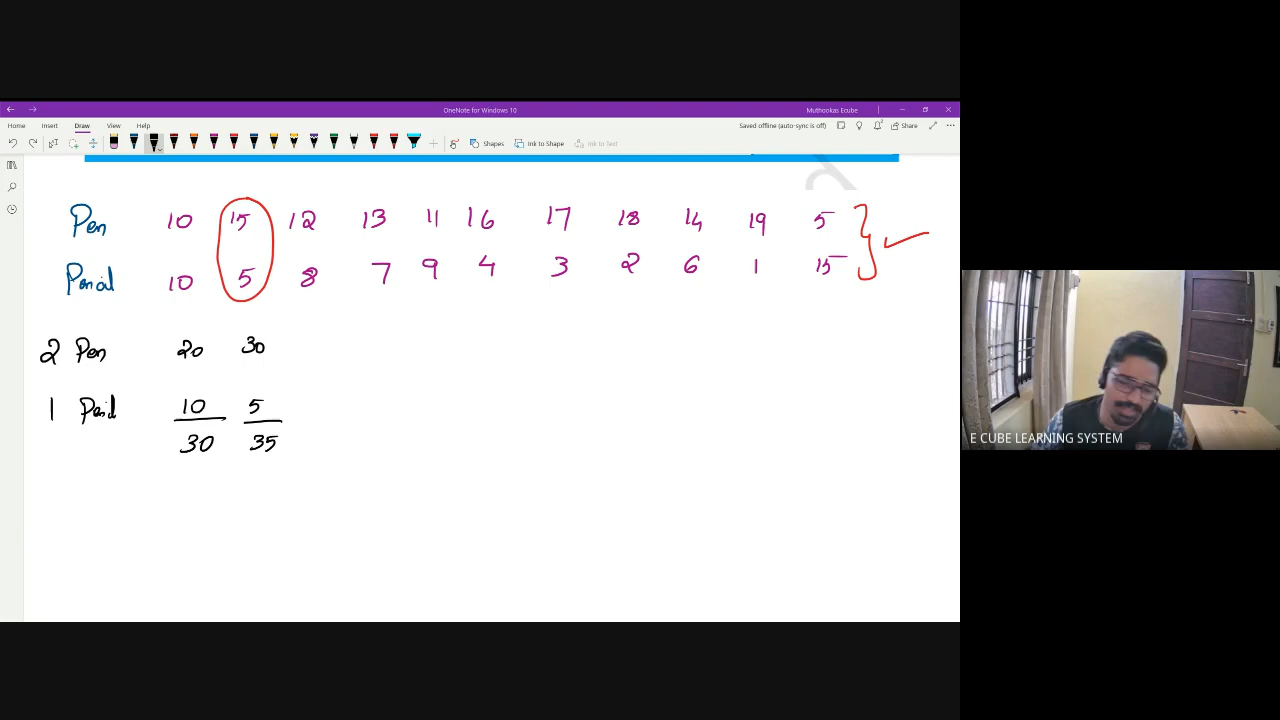 OneNote for Windows 10
Muthookas Ecube
Home Insert Draw View Help
Saved offline (auto-sync is off) Share
Shapes Ink to Shape Ink to Text
Pen 10 15 12 13 11 16 17 18 14 19 5
Pencil 10 5 8 7 9 4 3 2 6 1 15
2 Pen 20 30
1 Pencil 10 5
30 35
E CUBE LEARNING SYSTEM